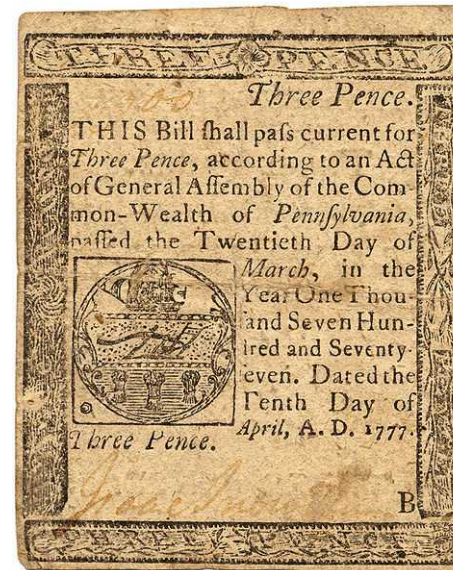 THREE PENCE
Three Pence.
THIS Bill ſhall paſs current for
Three Pence, according to an Act
of General Aſſembly of the Com-
mon-Wealth of Pennſylvania,
paſſed the Twentieth Day of
March, in the
Year One Thou-
ſand Seven Hun-
dred and Seventy-
ſeven. Dated the
Tenth Day of
April, A. D. 1777.
Three Pence.
B
THREE PENCE